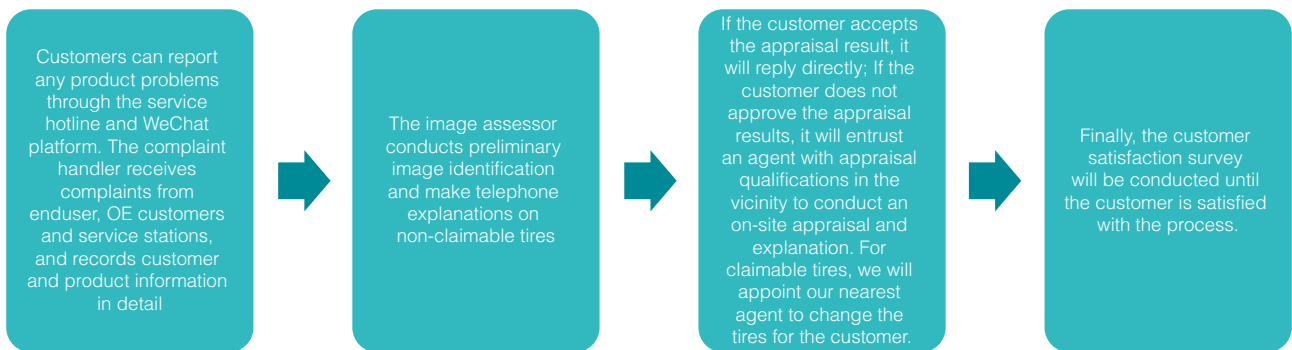 Customers can report
any product problems
through the service
hotline and WeChat
platform. The complaint
handler receives
complaints from
enduser, OE customers
and service stations,
and records customer
and product information
in detail
The image assessor
conducts preliminary
image identification
and make telephone
explanations on
non-claimable tires
If the customer accepts
the appraisal result, it
will reply directly; If the
customer does not
approve the appraisal
results, it will entrust
an agent with appraisal
qualifications in the
vicinity to conduct an
on-site appraisal and
explanation. For
claimable tires, we will
appoint our nearest
agent to change the
tires for the customer.
Finally, the customer
satisfaction survey
will be conducted until
the customer is satisfied
with the process.